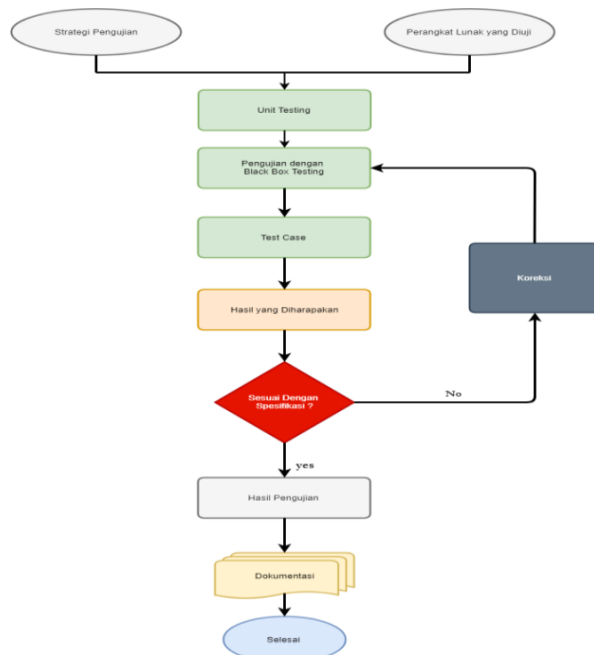 Strategi Pengujian
Perangkat Lunak yang Diuji
Unit Testing
Pengujian dengan
Black Box Testing
Test Case
Koreksi
Hasil yang Diharapakan
Sesuai Dengan
Spesifikasi ?
No
yes
Hasil Pengujian
Dokumentasi
Selesai